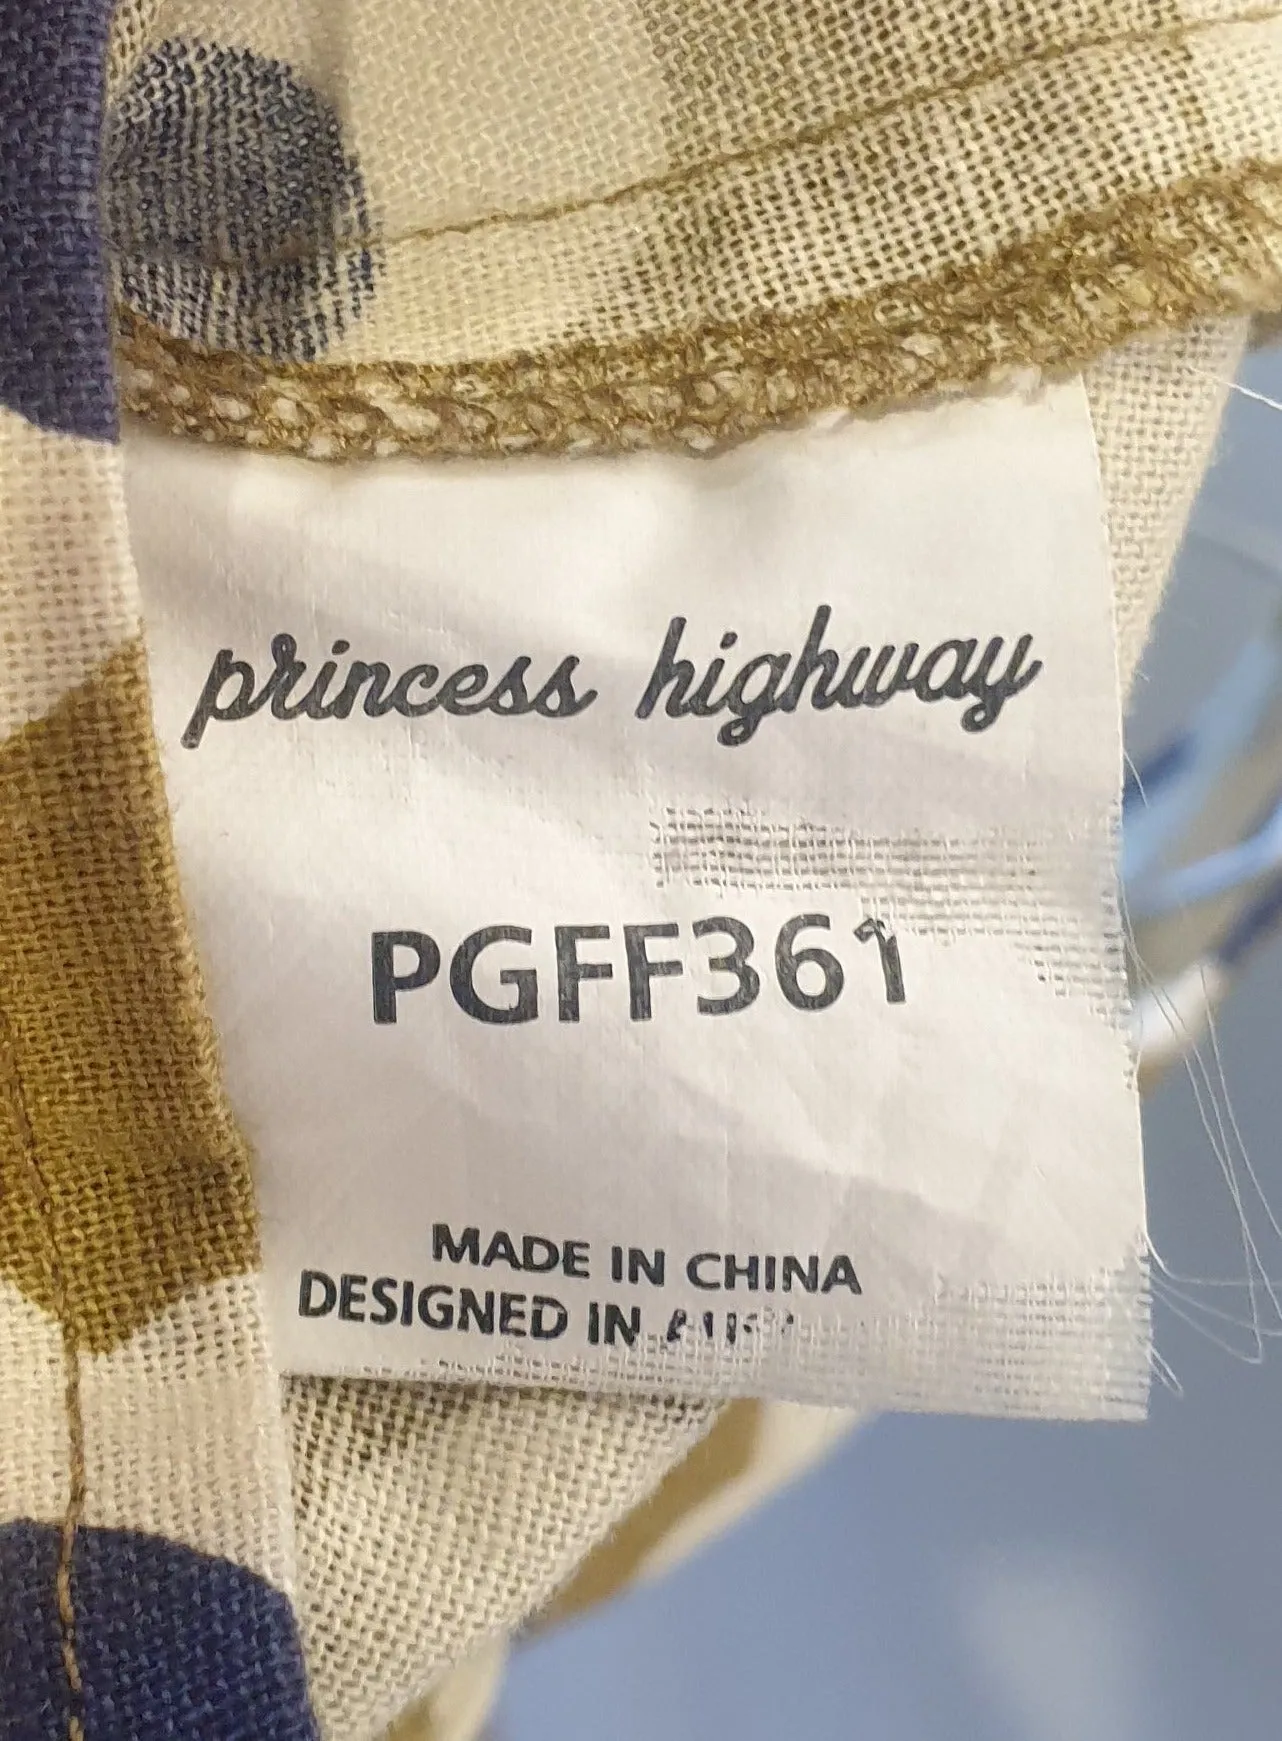 princess highway
PGFF361
MADE IN CHINA
DESIGNED IN